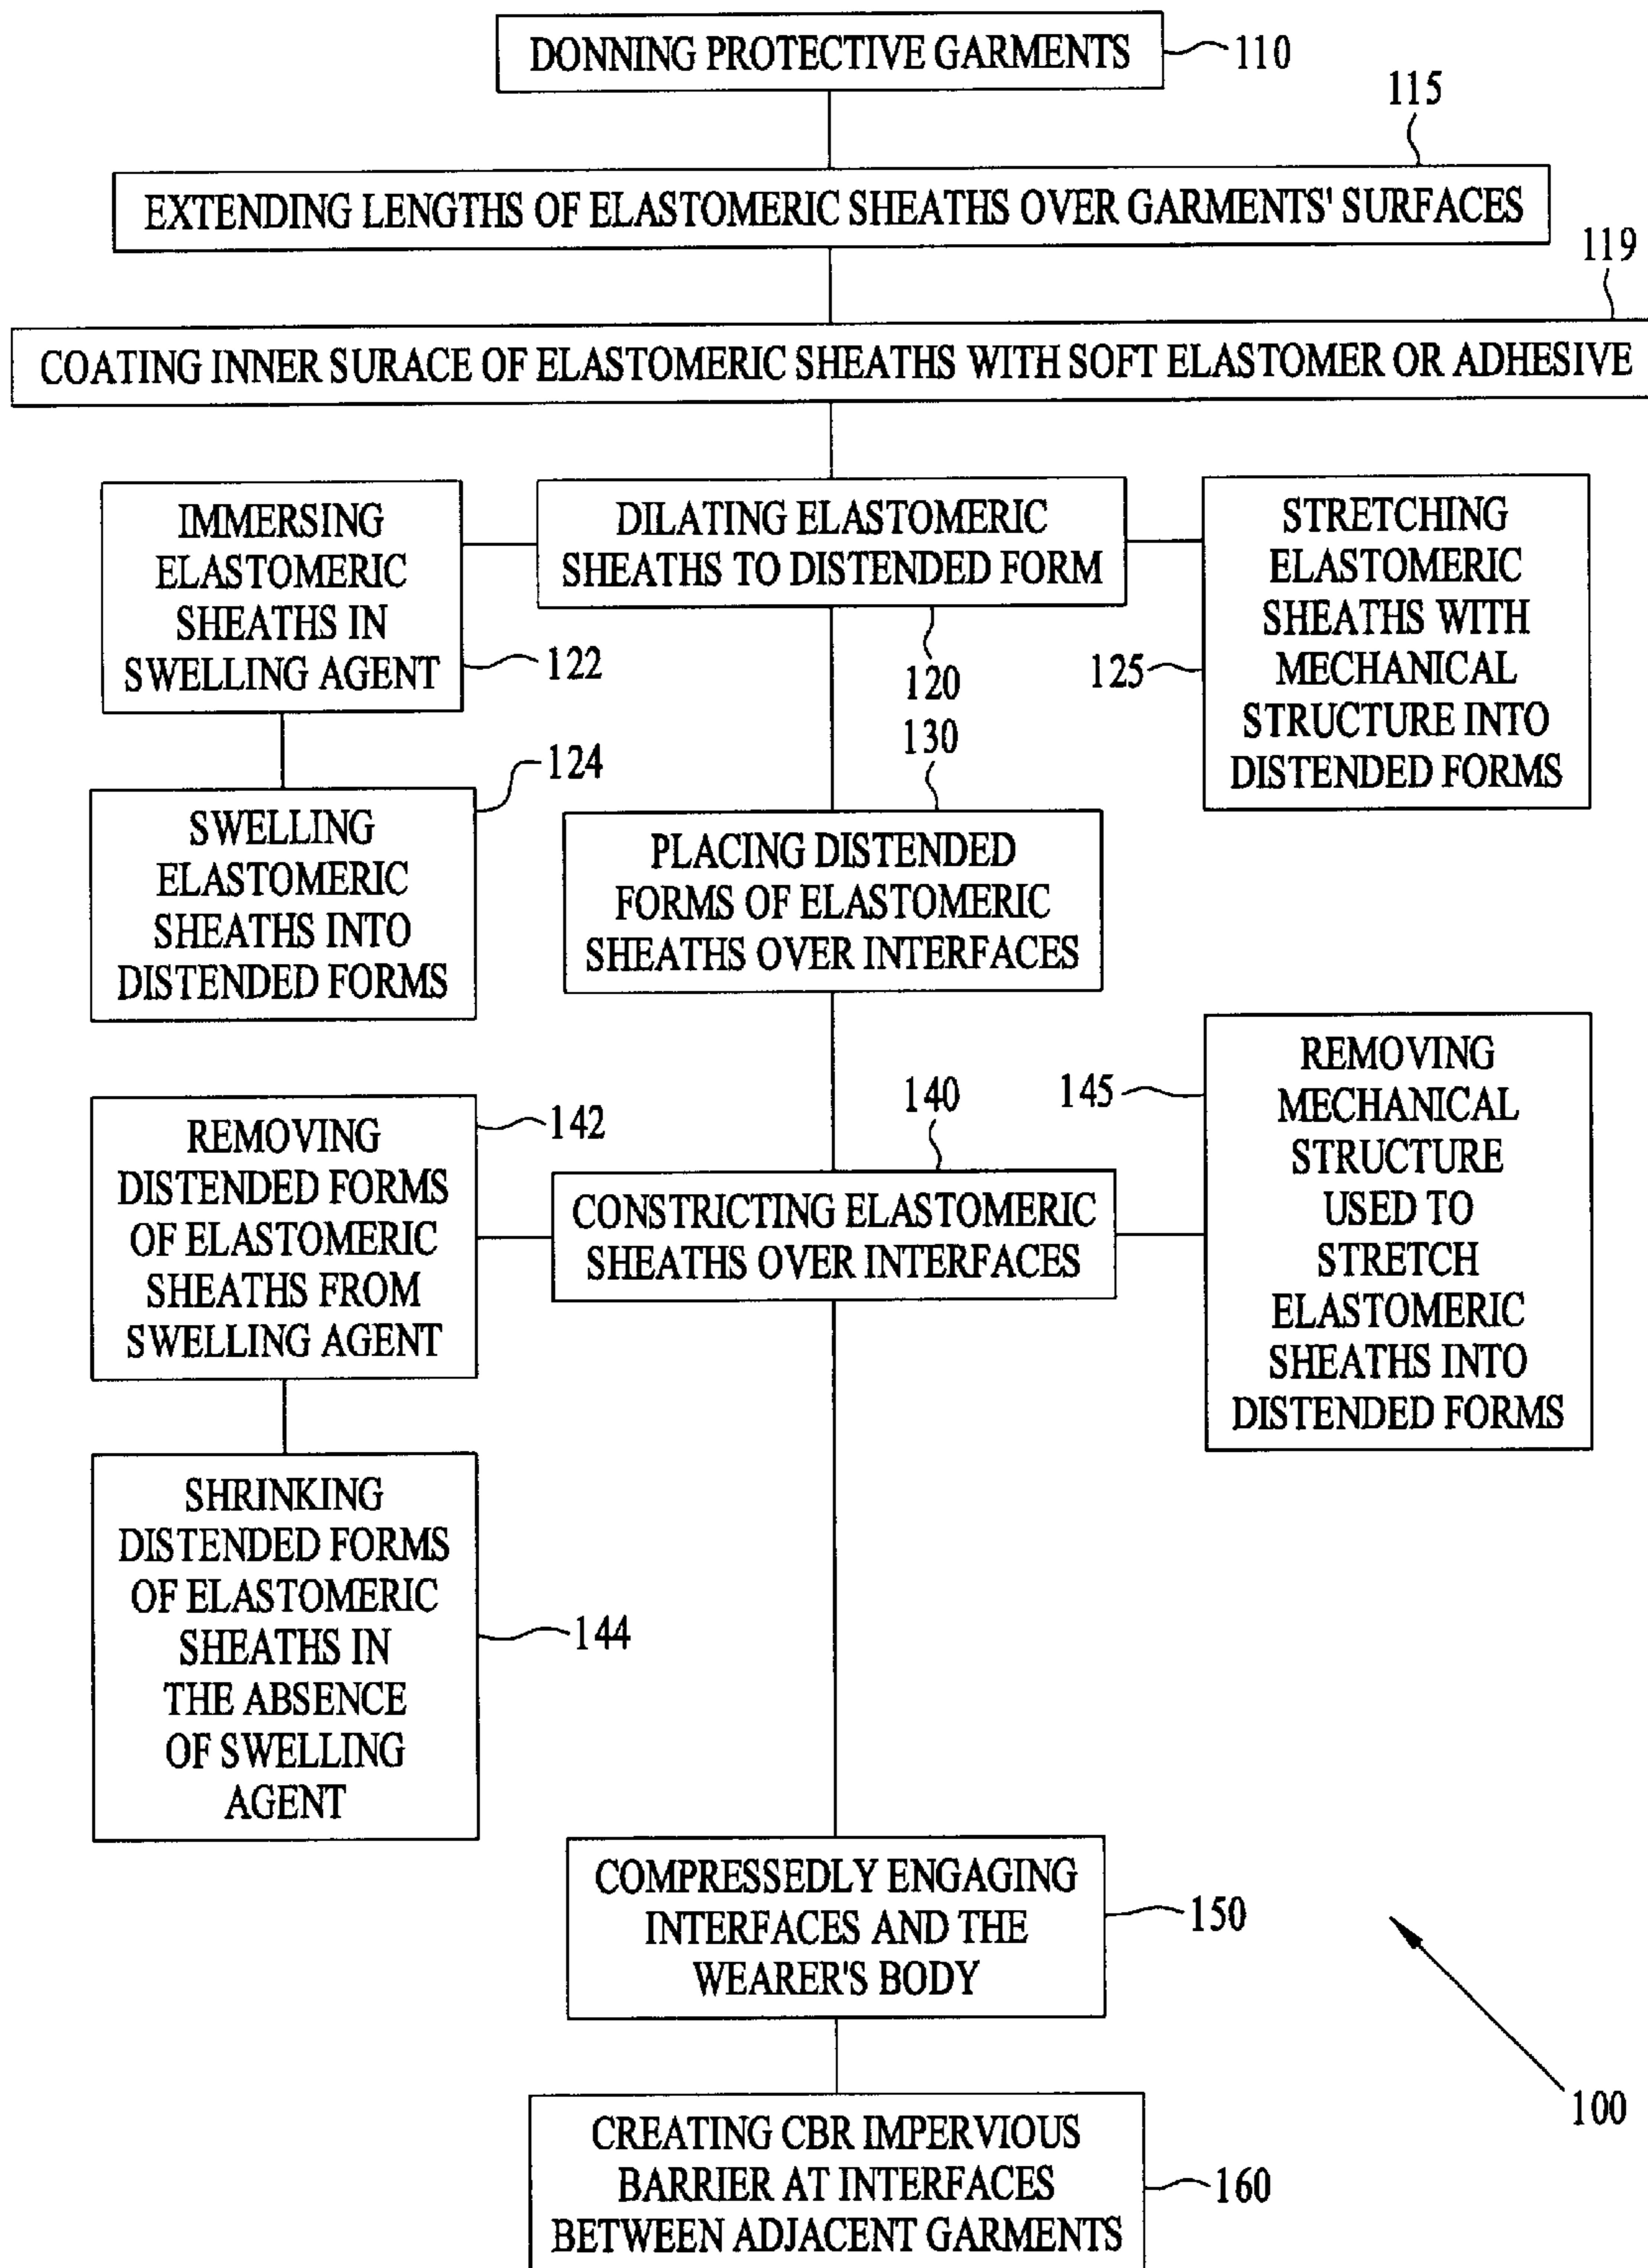 DONNING PROTECTIVE GARMENTS
110
115
EXTENDING LENGTHS OF ELASTOMERIC SHEATHS OVER GARMENTS' SURFACES
119
COATING INNER SURACE OF ELASTOMERIC SHEATHS WITH SOFT ELASTOMER OR ADHESIVE
IMMERSING
ELASTOMERIC
SHEATHS IN
SWELLING AGENT
122
DILATING ELASTOMERIC
SHEATHS TO DISTENDED FORM
120
STRETCHING
ELASTOMERIC
SHEATHS WITH
MECHANICAL
STRUCTURE INTO
DISTENDED FORMS
125
124
SWELLING
ELASTOMERIC
SHEATHS INTO
DISTENDED FORMS
130
PLACING DISTENDED
FORMS OF ELASTOMERIC
SHEATHS OVER INTERFACES
142
REMOVING
DISTENDED FORMS
OF ELASTOMERIC
SHEATHS FROM
SWELLING AGENT
140
CONSTRICTING ELASTOMERIC
SHEATHS OVER INTERFACES
145
REMOVING
MECHANICAL
STRUCTURE
USED TO
STRETCH
ELASTOMERIC
SHEATHS INTO
DISTENDED FORMS
SHRINKING
DISTENDED FORMS
OF ELASTOMERIC
SHEATHS IN
THE ABSENCE
OF SWELLING
AGENT
144
COMPRESSEDLY ENGAGING
INTERFACES AND THE
WEARER'S BODY
150
100
CREATING CBR IMPERVIOUS
BARRIER AT INTERFACES
BETWEEN ADJACENT GARMENTS
160